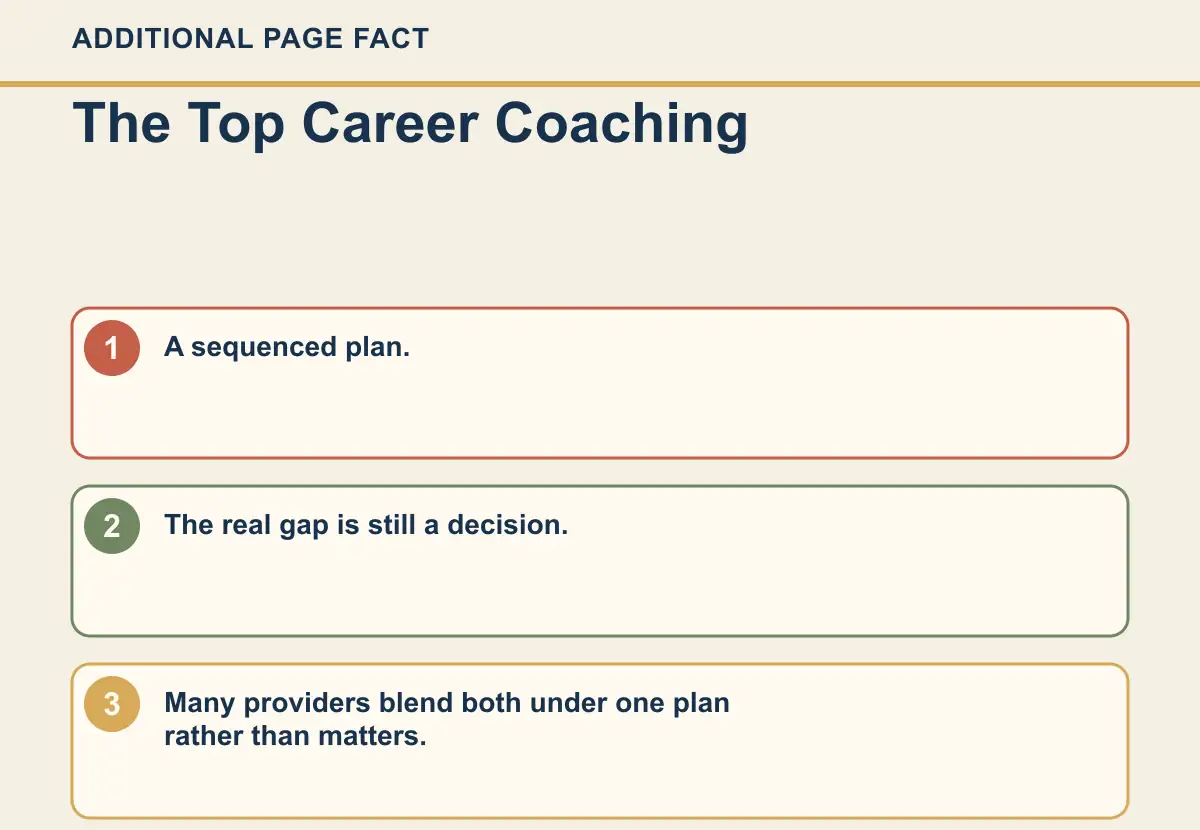 ADDITIONAL PAGE FACT
The Top Career Coaching
1
A sequenced plan.
2
The real gap is still a decision.
3
Many providers blend both under one plan
rather than matters.